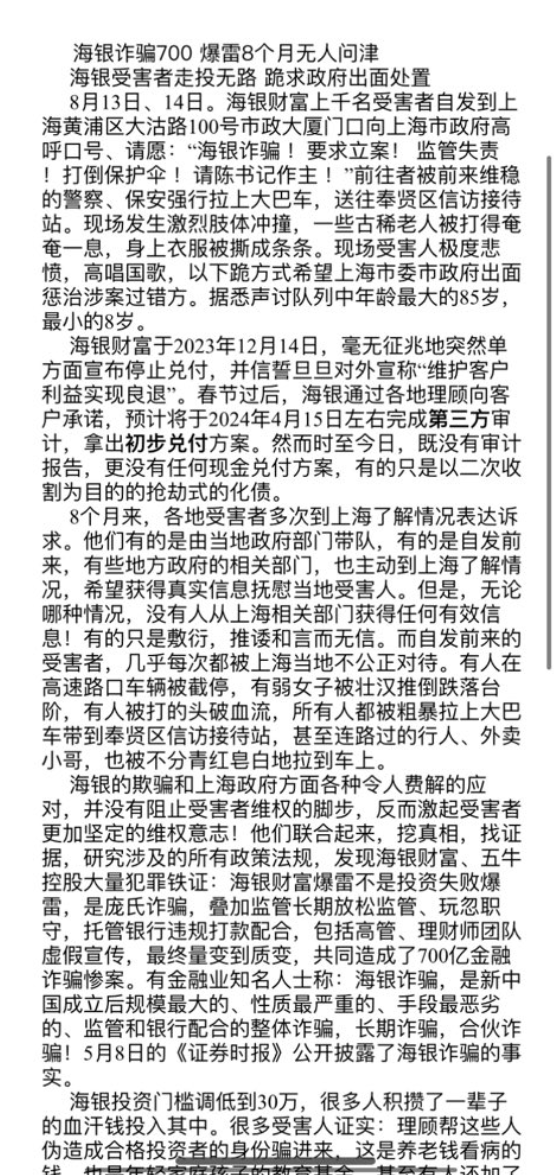 海银诈骗700 爆雷8个月无人问津
海银受害者走投无路 跪求政府出面处置
8月13日、14日。海银财富上千名受害者自发到上
海黄浦区大沽路100号市政大厦门口向上海市政府高
呼口号、请愿：“海银诈骗 ！要求立案！ 监管失责
！打倒保护伞 ！请陈书记作主 ！”前往者被前来维稳
的警察、保安强行拉上大巴车，送往奉贤区信访接待
站。现场发生激烈肢体冲撞，一些古稀老人被打得奄
奄一息，身上衣服被撕成条条。现场受害人极度悲
愤，高唱国歌，以下跪方式希望上海市委市政府出面
惩治涉案过错方。据悉声讨队列中年龄最大的85岁，
最小的8岁。
海银财富于2023年12月14日，毫无征兆地突然单
方面宣布停止兑付，并信誓旦旦对外宣称“维护客户
利益实现良退”。春节过后，海银通过各地理顾向客
户承诺，预计将于2024年4月15日左右完成第三方审
计，拿出初步兑付方案。然而时至今日，既没有审计
报告，更没有任何现金兑付方案，有的只是以二次收
割为目的的抢劫式的化债。
8个月来，各地受害者多次到上海了解情况表达诉
求。他们有的是由当地政府部门带队，有的是自发前
来，有些地方政府的相关部门，也主动到上海了解情
况，希望获得真实信息抚慰当地受害人。但是，无论
哪种情况，没有人从上海相关部门获得任何有效信
息！有的只是敷衍，推诿和言而无信。而自发前来的
受害者，几乎每次都被上海当地不公正对待。有人在
高速路口车辆被截停，有弱女子被壮汉推倒跌落台
阶，有人被打的头破血流，所有人都被粗暴拉上大巴
车带到奉贤区信访接待站，甚至连路过的行人、外卖
小哥，也被不分青红皂白地拉到车上。
海银的欺骗和上海政府方面各种令人费解的应
对，并没有阻止受害者维权的脚步，反而激起受害者
更加坚定的维权意志！他们联合起来，挖真相，找证
据，研究涉及的所有政策法规，发现海银财富、五牛
控股大量犯罪铁证：海银财富爆雷不是投资失败爆
雷，是庞氏诈骗，叠加监管长期放松监管、玩忽职
守，托管银行违规打款配合，包括高管、理财师团队
虚假宣传，最终量变到质变，共同造成了700亿金融
诈骗惨案。有金融业知名人士称：海银诈骗，是新中
国成立后规模最大的、性质最严重的、手段最恶劣
的、监管和银行配合的整体诈骗，长期诈骗，合伙诈
骗！5月8日的《证券时报》公开披露了海银诈骗的事
实。
海银投资门槛调低到30万，很多人积攒了一辈子
的血汗钱投入其中。很多受害人证实：理顾帮这些人
伪造成合格投资者的身份骗进来，这是养老钱看病的
钱，也是年轻家庭孩子的教育基金，甚至有人还加了